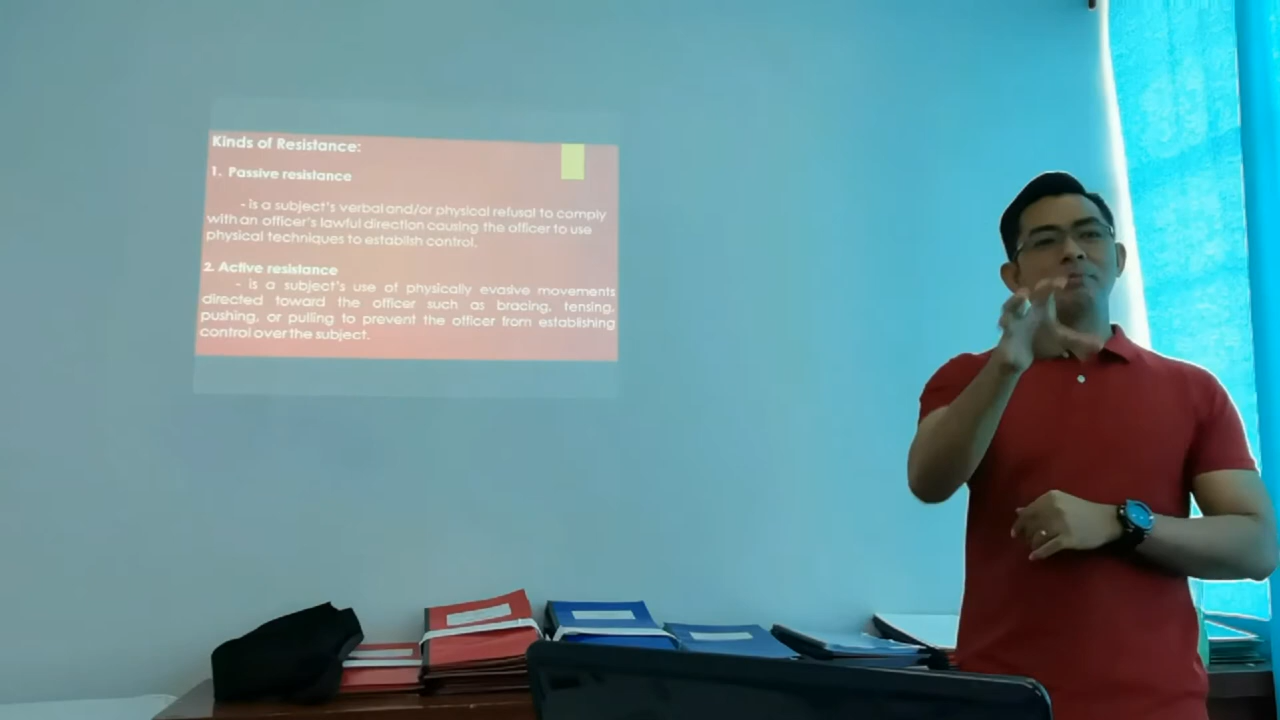 Kinds of Resistance:
1. Passive resistance
- is a subject's verbal and/or physical refusal to comply
with an officer's lawful direction causing the officer to use
physical techniques to establish control.
2. Active resistance
- is a subject's use of physically evasive movements
directed toward the officer such as bracing, tensing,
pushing, or pulling to prevent the officer from establishing
control over the subject.